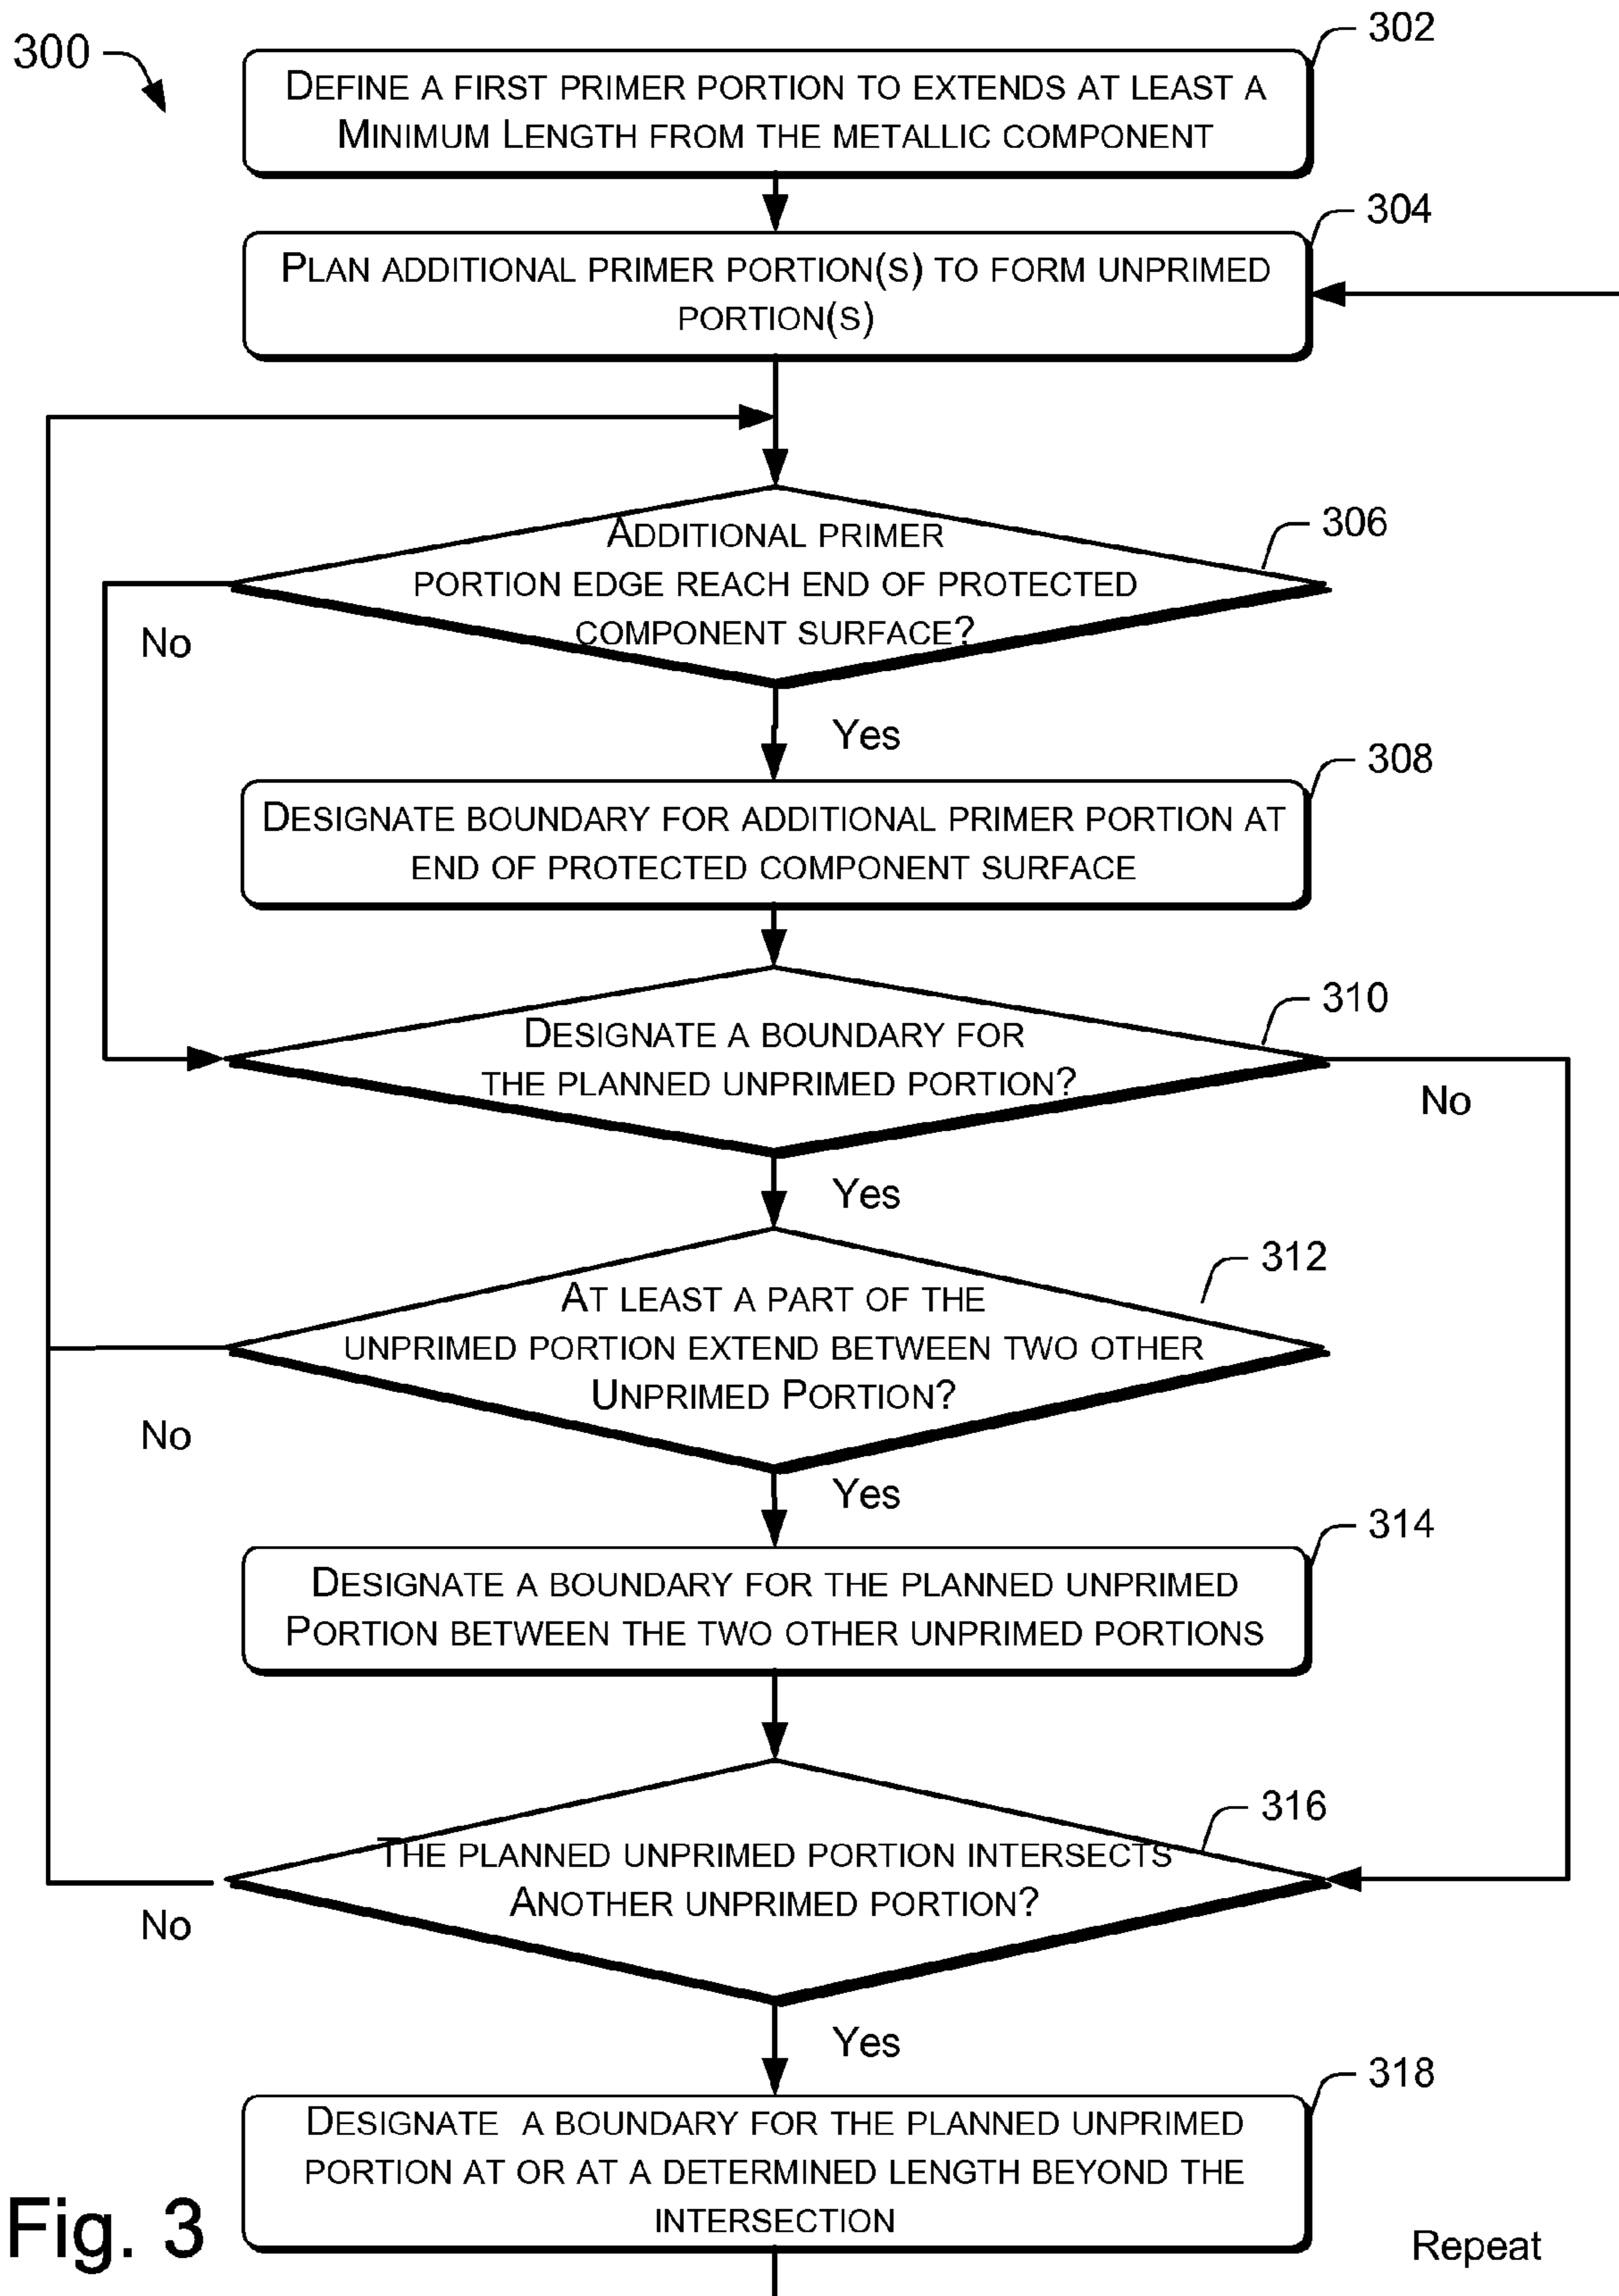 300
302
DEFINE A FIRST PRIMER PORTION TO EXTENDS AT LEAST A
MINIMUM LENGTH FROM THE METALLIC COMPONENT
304
PLAN ADDITIONAL PRIMER PORTION(S) TO FORM UNPRIMED
PORTION(S)
306
ADDITIONAL PRIMER
PORTION EDGE REACH END OF PROTECTED
COMPONENT SURFACE?
No
Yes
308
DESIGNATE BOUNDARY FOR ADDITIONAL PRIMER PORTION AT
END OF PROTECTED COMPONENT SURFACE
310
DESIGNATE A BOUNDARY FOR
THE PLANNED UNPRIMED PORTION?
No
Yes
312
AT LEAST A PART OF THE
UNPRIMED PORTION EXTEND BETWEEN TWO OTHER
UNPRIMED PORTION?
No
Yes
314
DESIGNATE A BOUNDARY FOR THE PLANNED UNPRIMED
PORTION BETWEEN THE TWO OTHER UNPRIMED PORTIONS
316
THE PLANNED UNPRIMED PORTION INTERSECTS
ANOTHER UNPRIMED PORTION?
No
Yes
318
DESIGNATE A BOUNDARY FOR THE PLANNED UNPRIMED
PORTION AT OR AT A DETERMINED LENGTH BEYOND THE
INTERSECTION
Fig. 3
Repeat